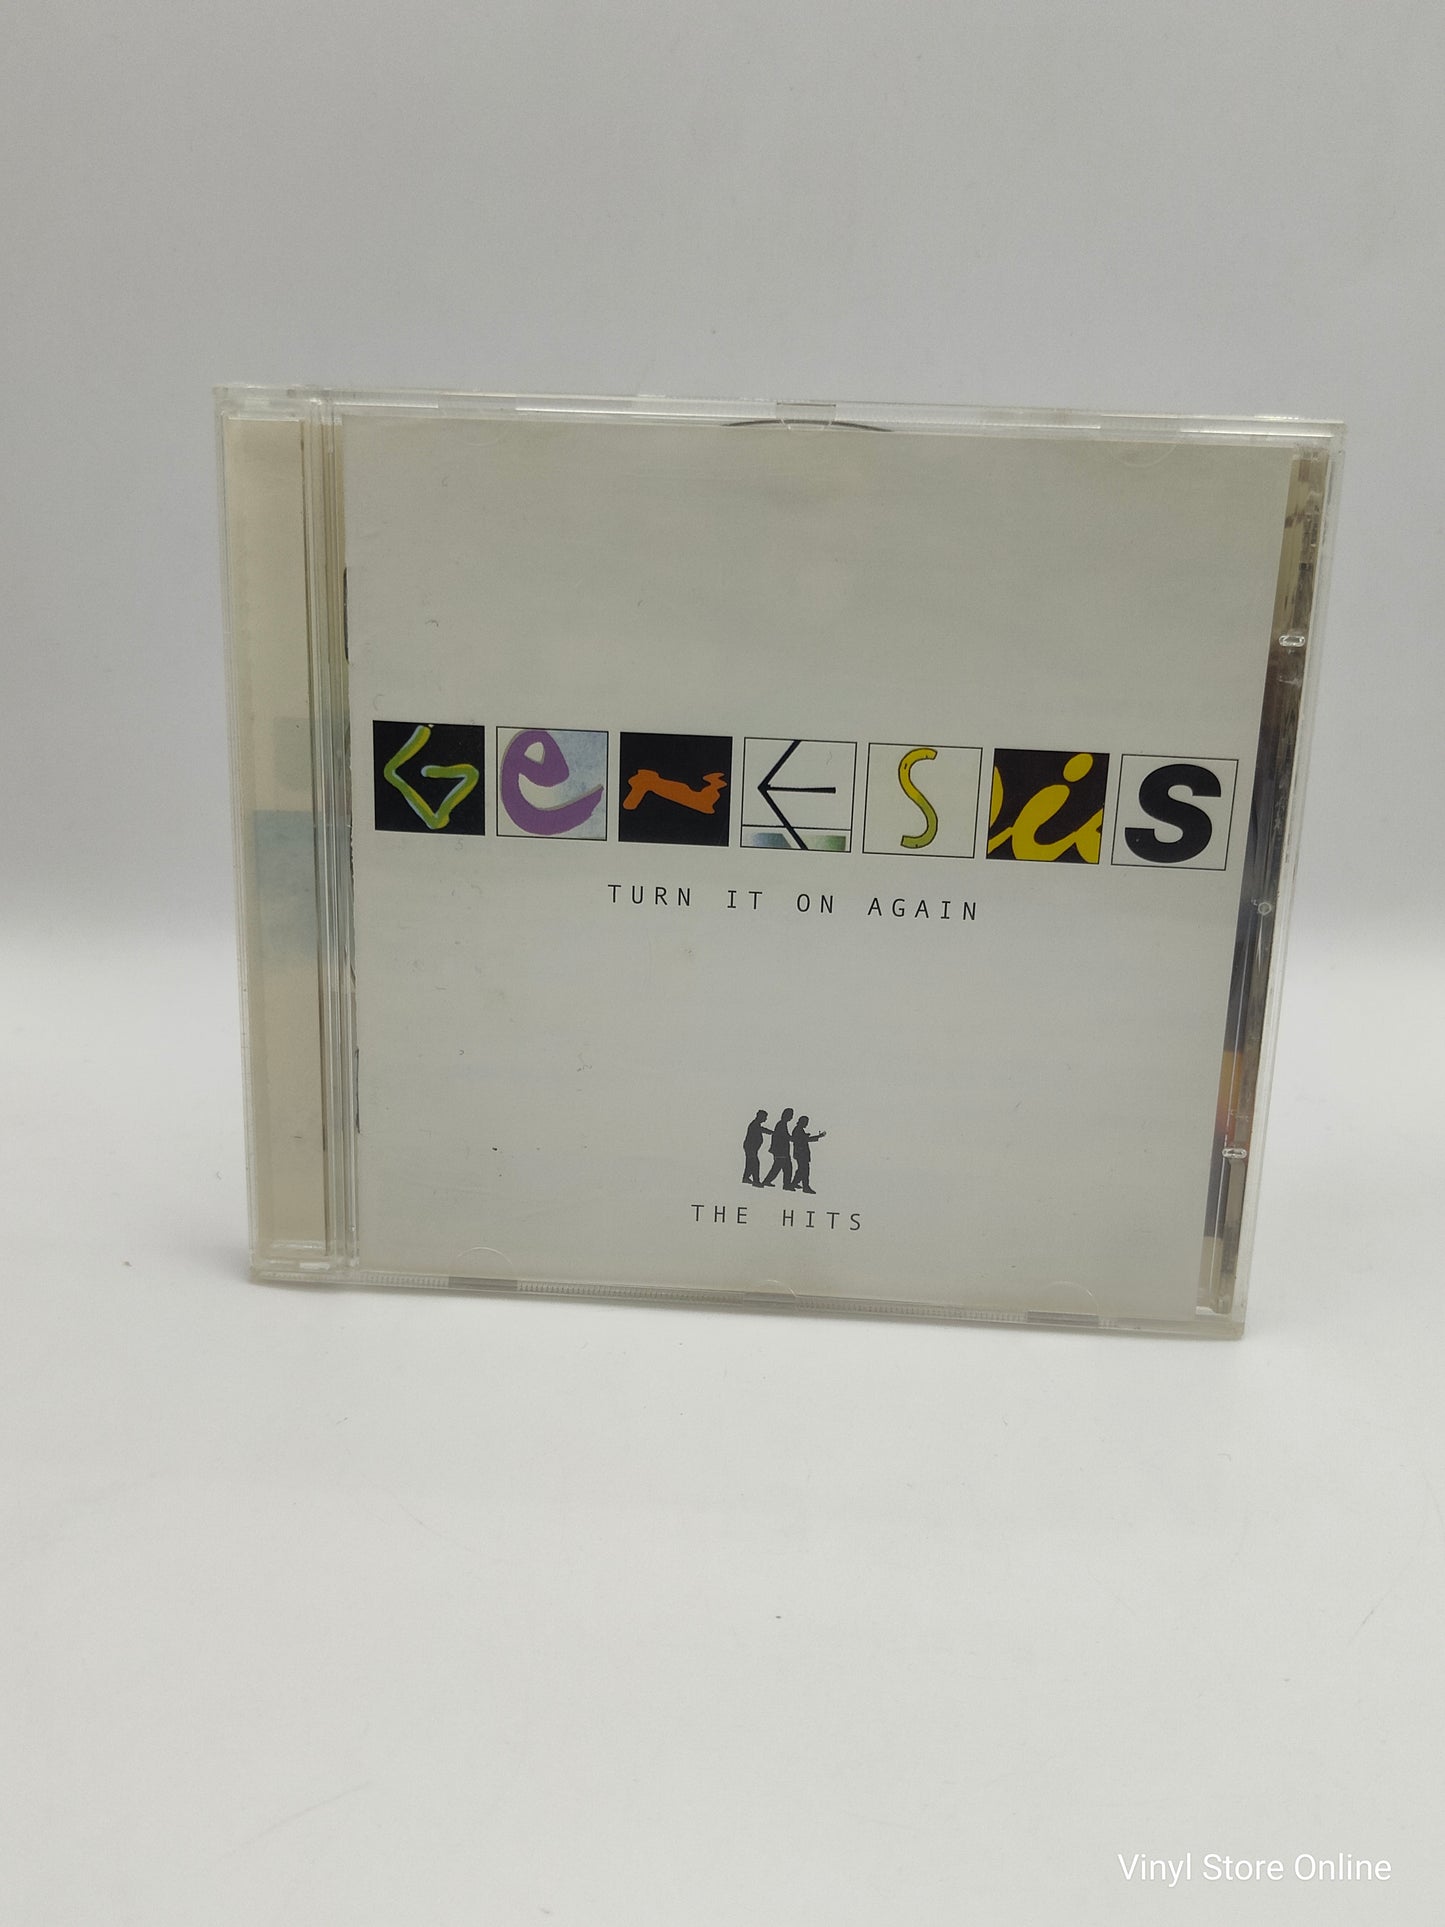 Genesis
TURN IT ON AGAIN
THE HITS
Vinyl Store Online